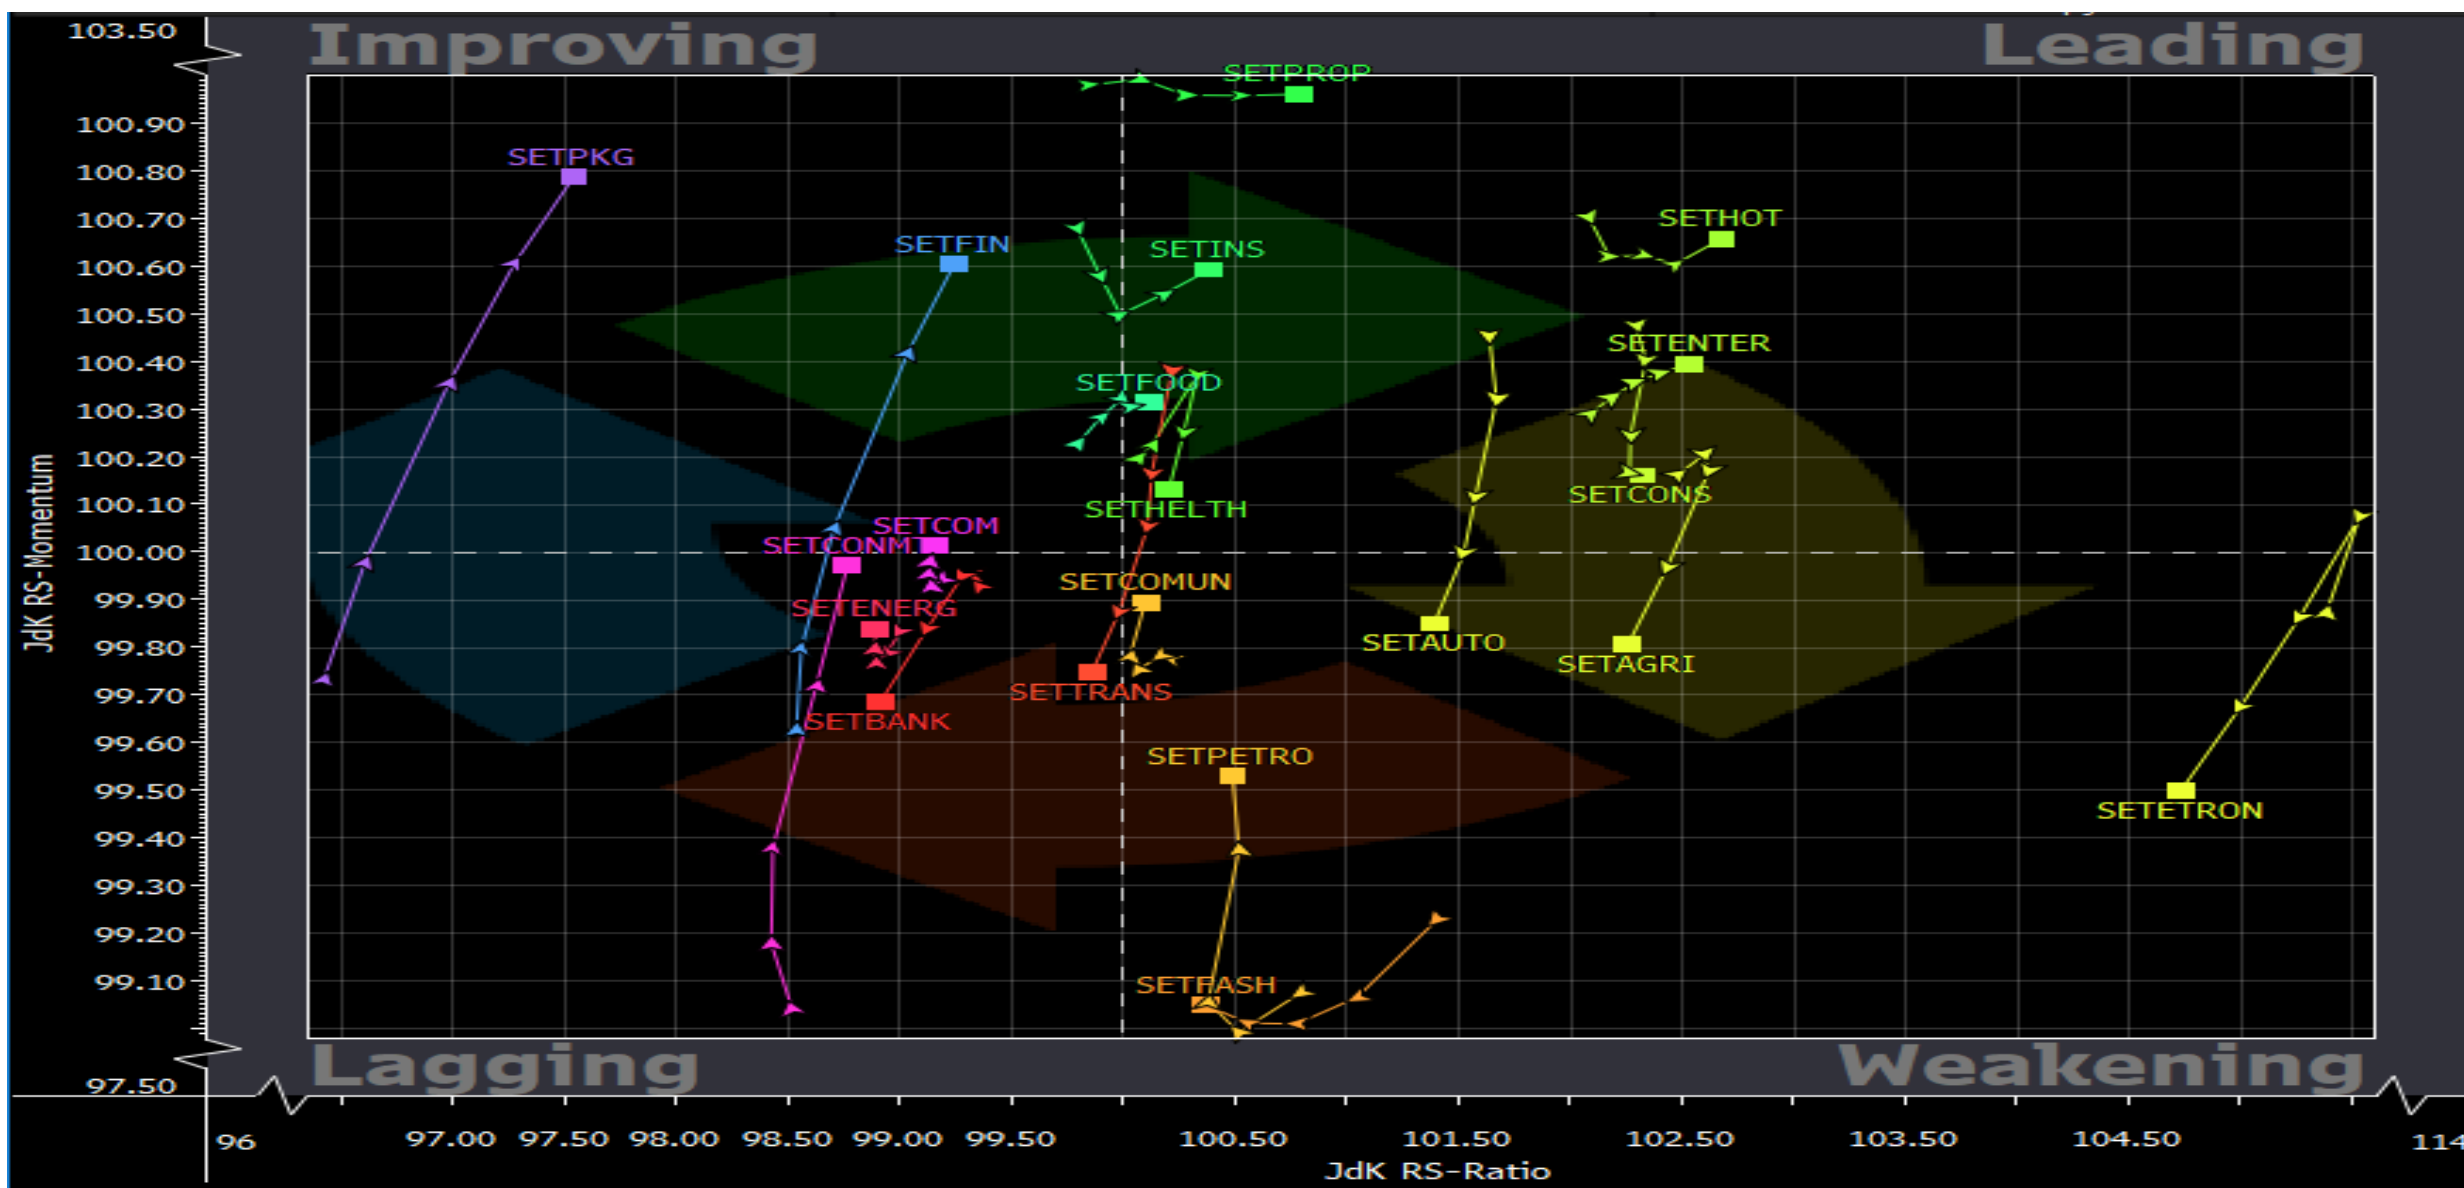 103.50
Improving
Leading
SETPROP
100.90
SETPKG
100.80
100.70
SETHOT
SETFIN
SETINS
100.60
100.50
SETENTER
100.40
SETFOOD
100.30
100.20
SETCONS
100.10
SETHELTH
SETCOM
SETCONMT
100.00
SETCOMUN
99.90
SETENERG
SETAUTO
99.80
SETAGRI
99.70
SETTRANS
SETBANK
99.60
SETPETRO
99.50
SETETRON
99.40
99.30
99.20
SETFASH
99.10
JdK RS-Momentum
Lagging
Weakening
97.50
96
97.00
97.50
98.00
98.50
99.00
99.50
100.50
101.50
102.50
103.50
104.50
114
JdK RS-Ratio